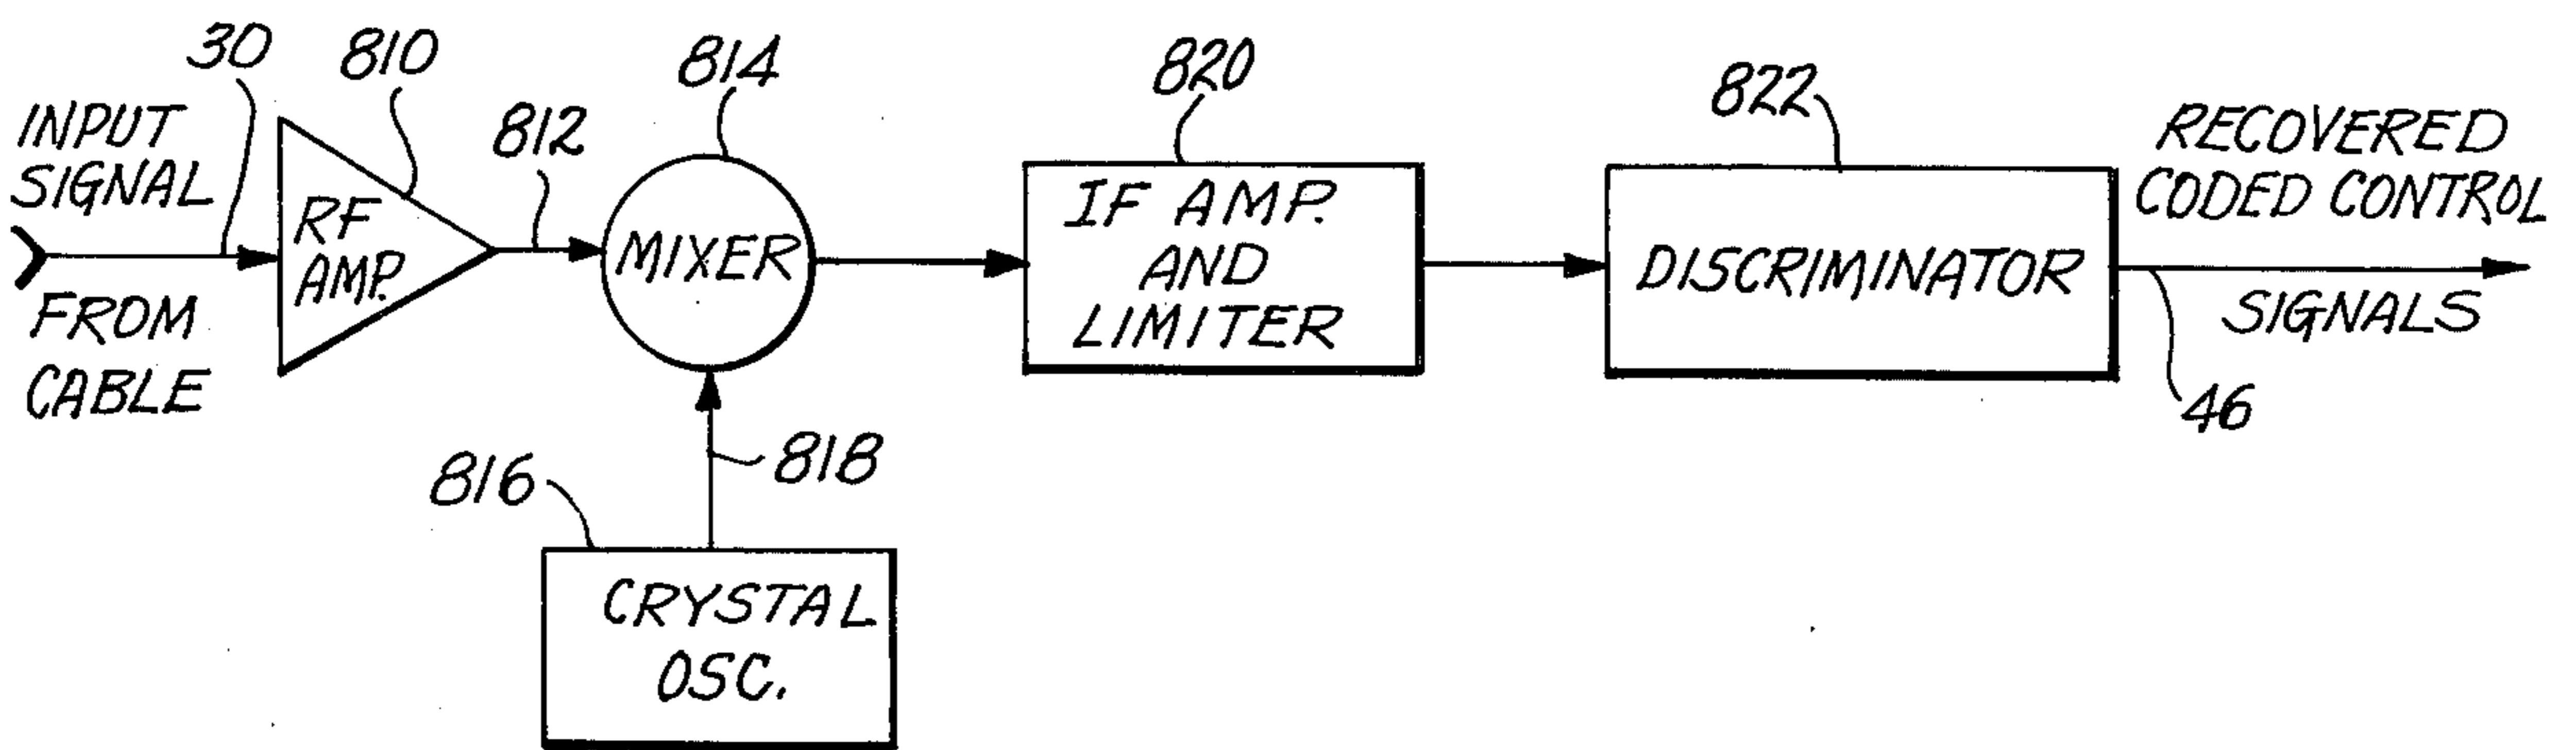 30
810
814
820
822
812
INPUT
SIGNAL
FROM
CABLE
RF
AMP.
MIXER
IF AMP.
AND
LIMITER
DISCRIMINATOR
RECOVERED
CODED CONTROL
SIGNALS
46
818
816
CRYSTAL
OSC.